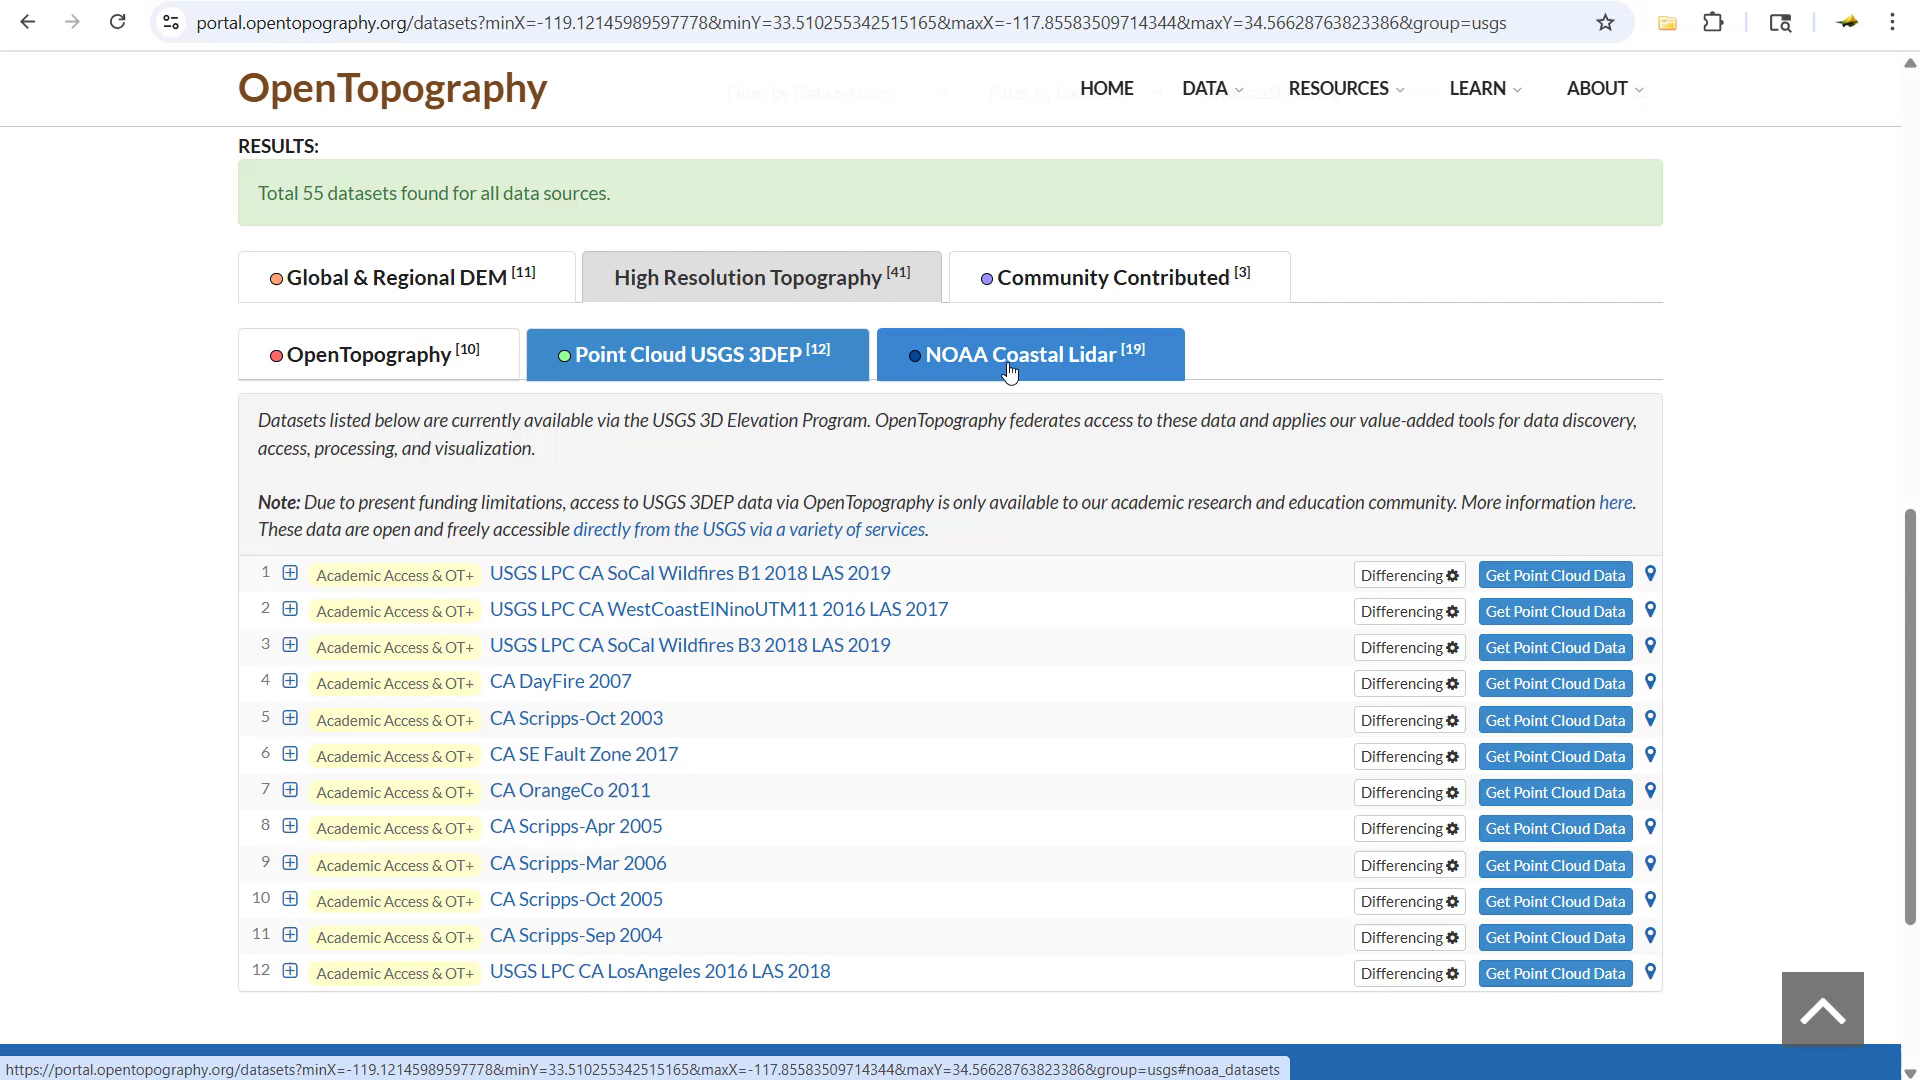 portal.opentopography.org/datasets?minX=-119.12145989597778&minY=33.510255342515165&maxX=-117.85583509714344&maxY=34.56628763823386&group=usgs
OpenTopography
HOME
DATA
RESOURCES
LEARN
ABOUT
RESULTS:
Total 55 datasets found for all data sources.
Global & Regional DEM [11]
High Resolution Topography [41]
Community Contributed [3]
OpenTopography [10]
Point Cloud USGS 3DEP [12]
NOAA Coastal Lidar [19]
Datasets listed below are currently available via the USGS 3D Elevation Program. OpenTopography federates access to these data and applies our value-added tools for data discovery,
access, processing, and visualization.
Note: Due to present funding limitations, access to USGS 3DEP data via OpenTopography is only available to our academic research and education community. More information here.
These data are open and freely accessible directly from the USGS via a variety of services.
1 Academic Access & OT+ USGS LPC CA SoCal Wildfires B1 2018 LAS 2019 Differencing Get Point Cloud Data
2 Academic Access & OT+ USGS LPC CA WestCoastElNinoUTM11 2016 LAS 2017 Differencing Get Point Cloud Data
3 Academic Access & OT+ USGS LPC CA SoCal Wildfires B3 2018 LAS 2019 Differencing Get Point Cloud Data
4 Academic Access & OT+ CA DayFire 2007 Differencing Get Point Cloud Data
5 Academic Access & OT+ CA Scripps-Oct 2003 Differencing Get Point Cloud Data
6 Academic Access & OT+ CA SE Fault Zone 2017 Differencing Get Point Cloud Data
7 Academic Access & OT+ CA OrangeCo 2011 Differencing Get Point Cloud Data
8 Academic Access & OT+ CA Scripps-Apr 2005 Differencing Get Point Cloud Data
9 Academic Access & OT+ CA Scripps-Mar 2006 Differencing Get Point Cloud Data
10 Academic Access & OT+ CA Scripps-Oct 2005 Differencing Get Point Cloud Data
11 Academic Access & OT+ CA Scripps-Sep 2004 Differencing Get Point Cloud Data
12 Academic Access & OT+ USGS LPC CA LosAngeles 2016 LAS 2018 Differencing Get Point Cloud Data
https://portal.opentopography.org/datasets?minX=-119.12145989597778&minY=33.510255342515165&maxX=-117.85583509714344&maxY=34.56628763823386&group=usgs#noaa_datasets